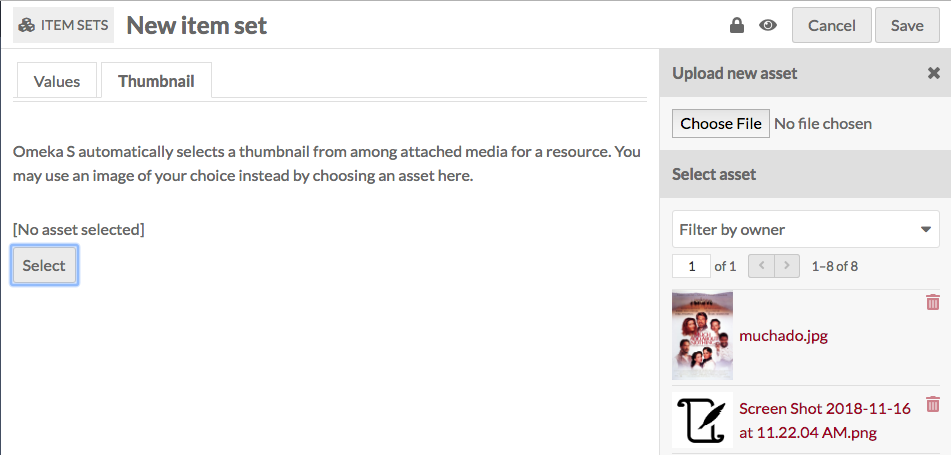 ITEM SETS New item set Cancel Save
Values Thumbnail
Omeka S automatically selects a thumbnail from among attached media for a resource. You
may use an image of your choice instead by choosing an asset here.
[No asset selected]
Select
Upload new asset
Choose File No file chosen
Select asset
Filter by owner
1 of 1 1–8 of 8
muchado.jpg
Screen Shot 2018-11-16
at 11.22.04 AM.png